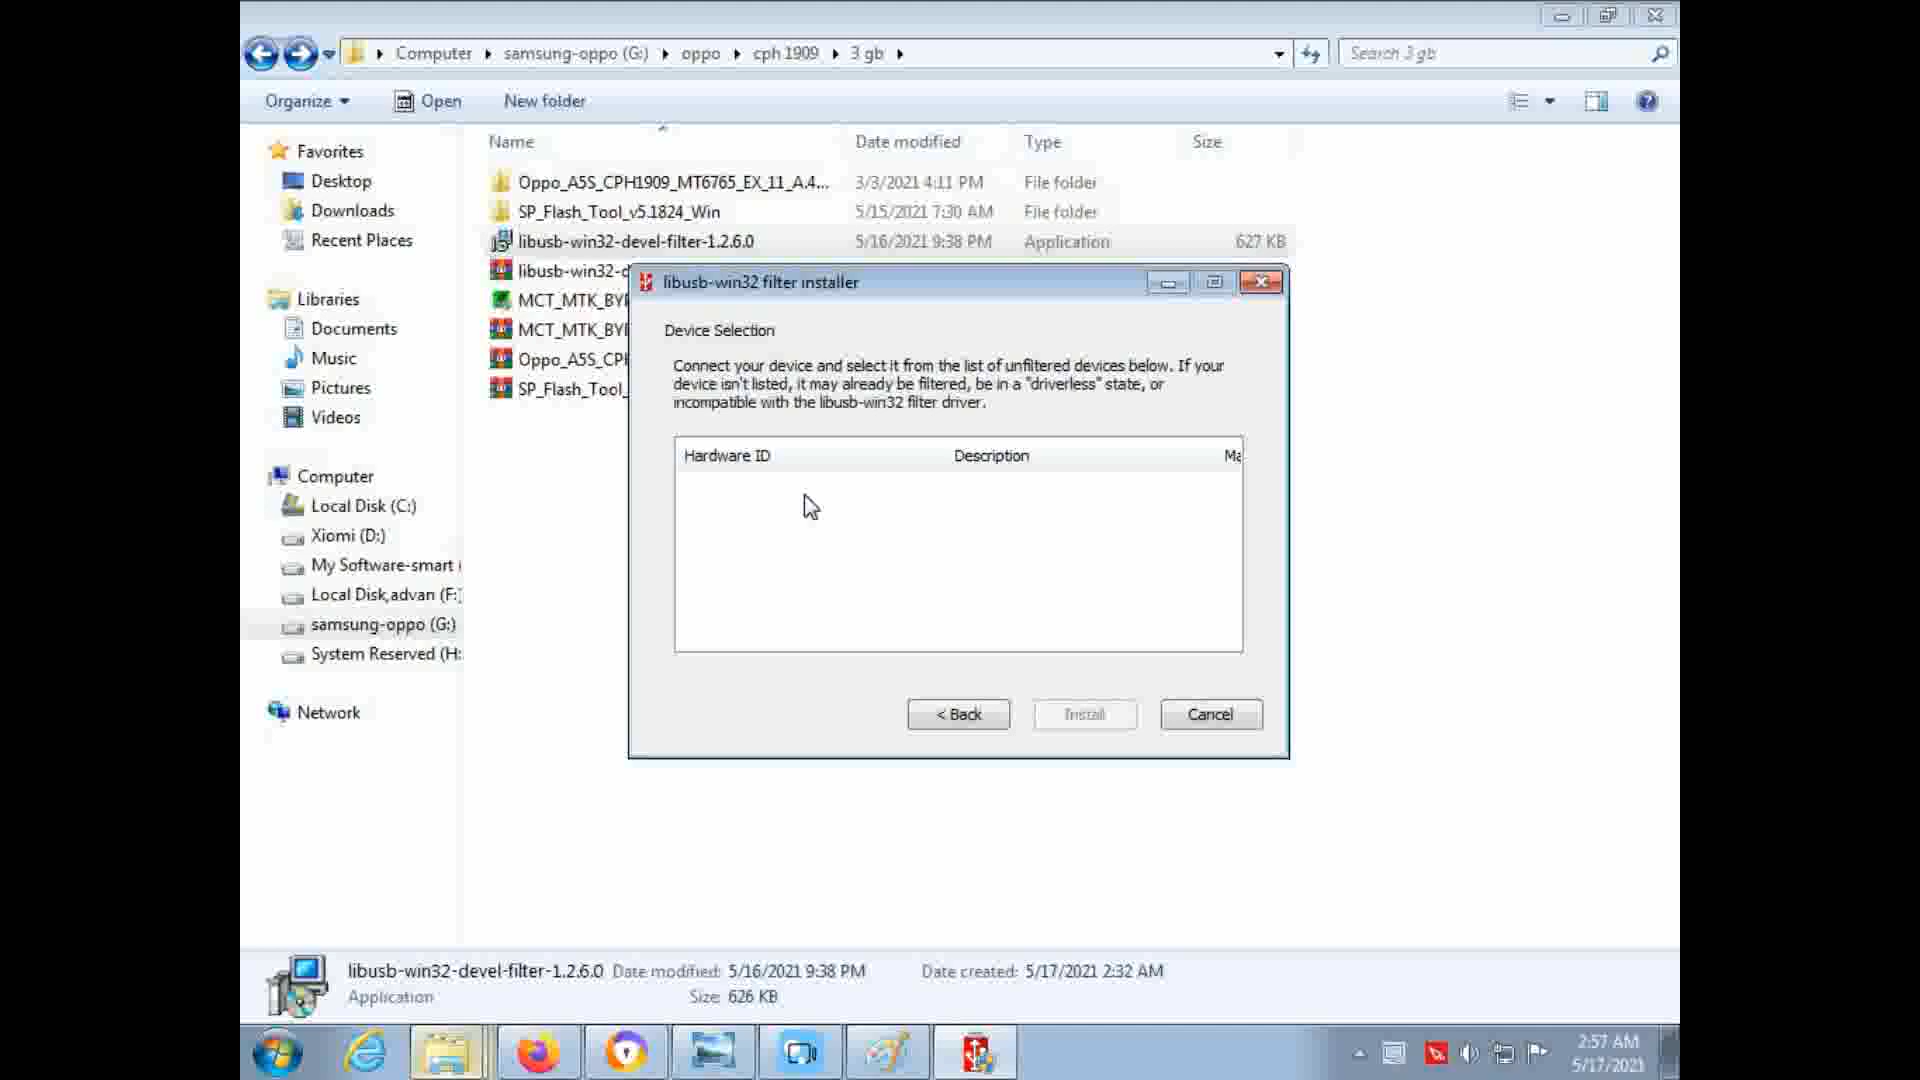 Computer
samsung-oppo (G:)
oppo
cph 1909
3 gb
Search 3 gb
Organize
Open
New folder
Name
Date modified
Type
Size
Favorites
Desktop
Downloads
Recent Places
Libraries
Documents
Music
Pictures
Videos
Computer
Local Disk (C:)
Xiomi (D:)
My Software-smart
Local Disk,advan (F:)
samsung-oppo (G:)
System Reserved (H:
Network
Oppo_A5S_CPH1909_MT6765_EX_11_A.4... 3/3/2021 4:11 PM File folder
SP_Flash_Tool_v5.1824_Win 5/15/2021 7:30 AM File folder
libusb-win32-devel-filter-1.2.6.0 5/16/2021 9:38 PM Application 627 KB
libusb-win32-d
MCT_MTK_BYP
MCT_MTK_BYP
Oppo_A5S_CPH
SP_Flash_Tool_
libusb-win32 filter installer
Device Selection
Connect your device and select it from the list of unfiltered devices below. If your
device isn't listed, it may already be filtered, be in a "driverless" state, or
incompatible with the libusb-win32 filter driver.
Hardware ID
Description
Ma
< Back
Install
Cancel
libusb-win32-devel-filter-1.2.6.0 Date modified: 5/16/2021 9:38 PM Date created: 5/17/2021 2:32 AM
Application Size: 626 KB
2:57 AM
5/17/2021